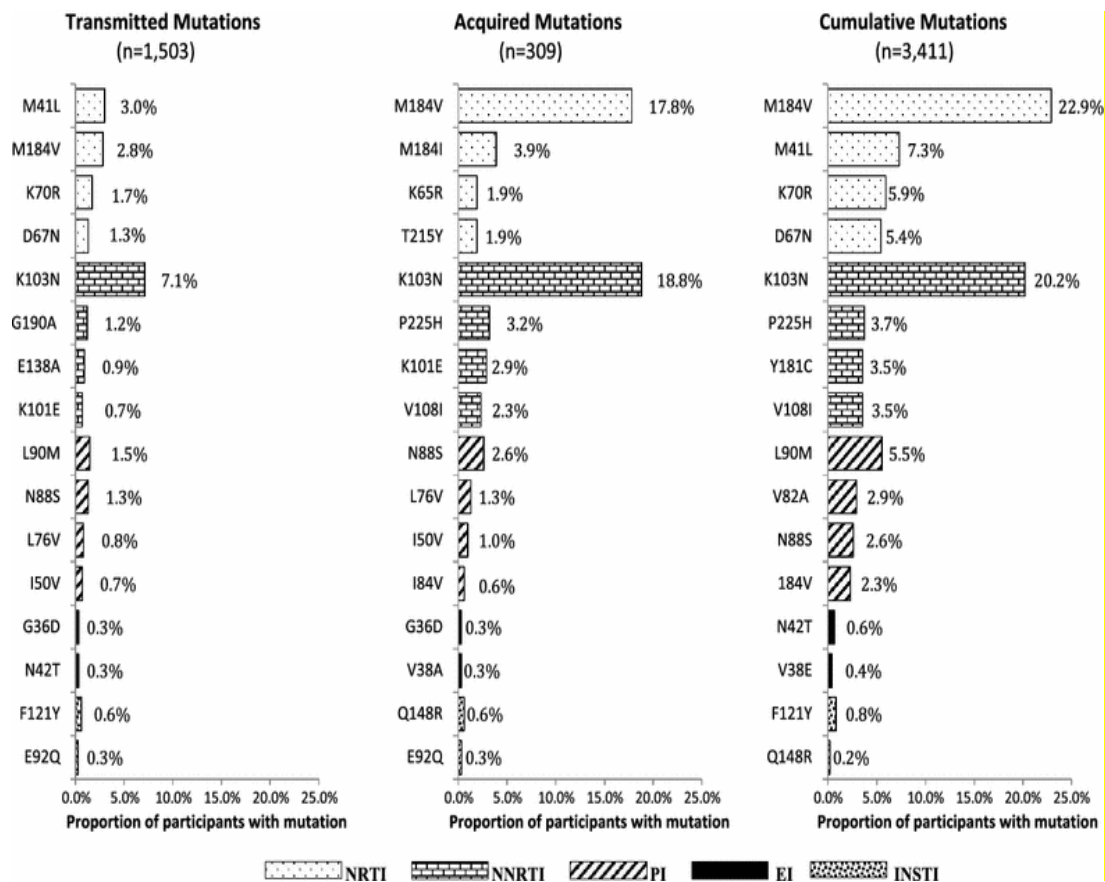 Transmitted Mutations
(n=1,503)
M41L 3.0%
M184V 2.8%
K70R 1.7%
D67N 1.3%
K103N 7.1%
G190A 1.2%
E138A 0.9%
K101E 0.7%
L90M 1.5%
N88S 1.3%
L76V 0.8%
I50V 0.7%
G36D 0.3%
N42T 0.3%
F121Y 0.6%
E92Q 0.3%
0.0% 5.0% 10.0% 15.0% 20.0% 25.0%
Proportion of participants with mutation
Acquired Mutations
(n=309)
M184V 17.8%
M184I 3.9%
K65R 1.9%
T215Y 1.9%
K103N 18.8%
P225H 3.2%
K101E 2.9%
V108I 2.3%
N88S 2.6%
L76V 1.3%
I50V 1.0%
I84V 0.6%
G36D 0.3%
V38A 0.3%
Q148R 0.6%
E92Q 0.3%
0.0% 5.0% 10.0% 15.0% 20.0% 25.0%
Proportion of participants with mutation
Cumulative Mutations
(n=3,411)
M184V 22.9%
M41L 7.3%
K70R 5.9%
D67N 5.4%
K103N 20.2%
P225H 3.7%
Y181C 3.5%
V108I 3.5%
L90M 5.5%
V82A 2.9%
N88S 2.6%
184V 2.3%
N42T 0.6%
V38E 0.4%
F121Y 0.8%
Q148R 0.2%
0.0% 5.0% 10.0% 15.0% 20.0% 25.0%
Proportion of participants with mutation
NRTI NNRTI PI EI INSTI